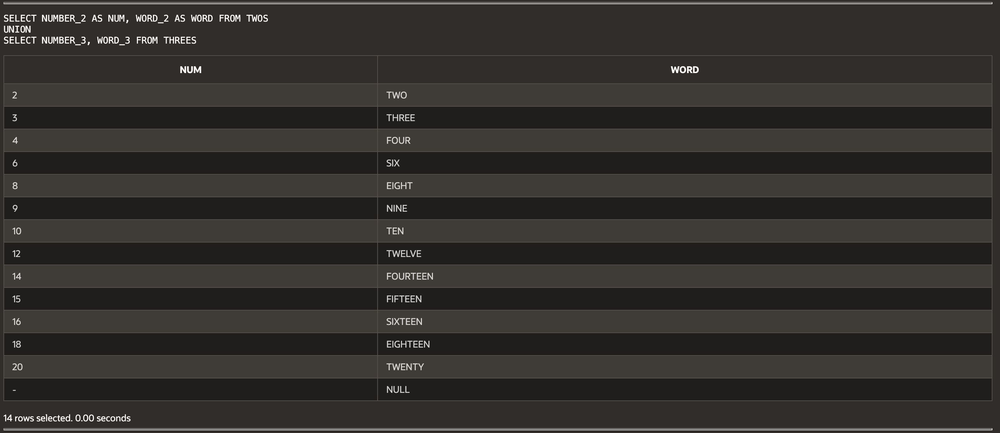 SELECT NUMBER_2 AS NUM, WORD_2 AS WORD FROM TWOS
UNION
SELECT NUMBER_3, WORD_3 FROM THREES
NUM WORD
2 TWO
3 THREE
4 FOUR
6 SIX
8 EIGHT
9 NINE
10 TEN
12 TWELVE
14 FOURTEEN
15 FIFTEEN
16 SIXTEEN
18 EIGHTEEN
20 TWENTY
- NULL
14 rows selected. 0.00 seconds